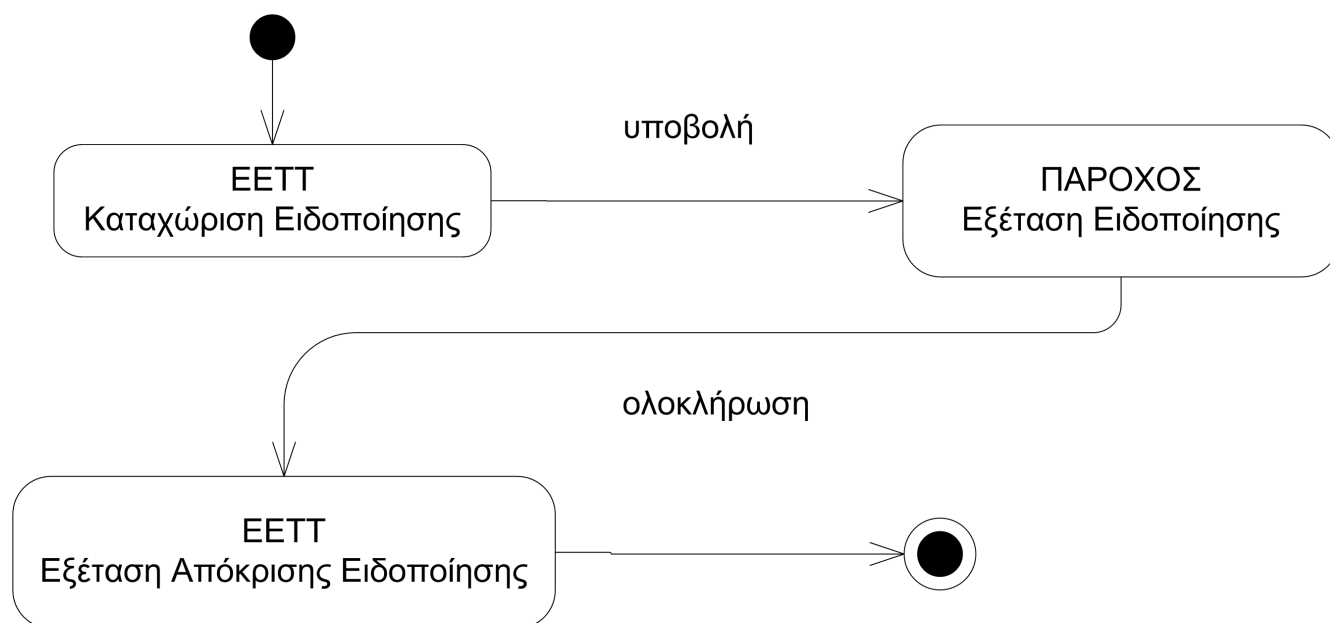 υποβολή
ΕΕΤΤ
Καταχώριση Ειδοποίησης
ΠΑΡΟΧΟΣ
Εξέταση Ειδοποίησης
ολοκλήρωση
ΕΕΤΤ
Εξέταση Απόκρισης Ειδοποίησης